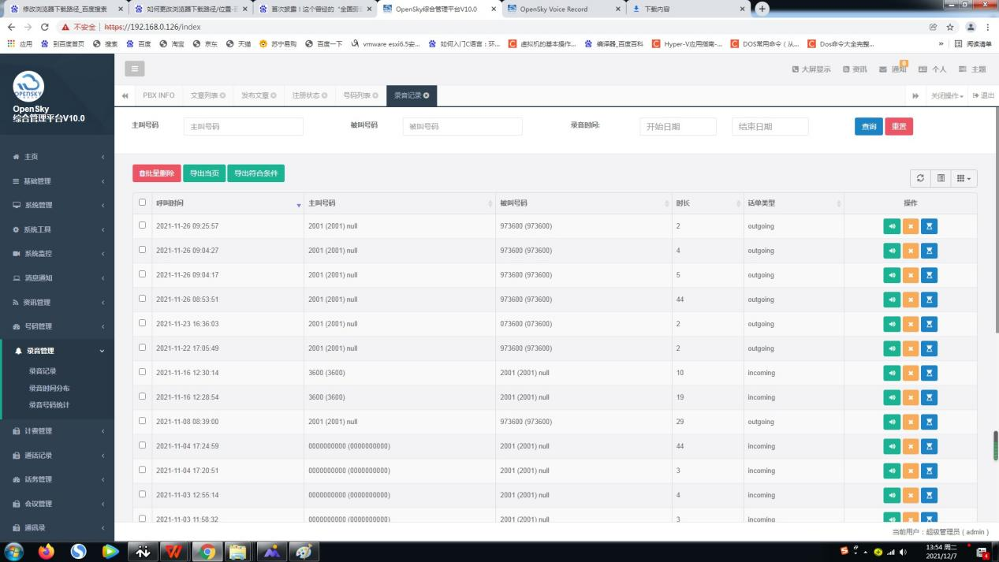 修改浏览器下载路径_百度搜索
如何更改浏览器下载路径/位置-百
首次披露！这个曾经的“全国劳
OpenSky综合管理平台V10.0
OpenSky Voice Record
下载内容
不安全 https://192.168.0.126/index
应用 到百度首页 搜索 百度 淘宝 京东 天猫 苏宁易购 百度一下 vmware esxi6.5安... 如何入门C语言：环... 虚拟机的基本操作... 编译器_百度百科 Hyper-V应用指南-... DOS常用命令（从... Dos命令大全完整... » 阅读清单
OPENSKY
OpenSky
综合管理平台V10.0
主页
基础管理
系统管理
系统工具
系统监控
消息通知
资讯管理
号码管理
录音管理
录音记录
录音时间分布
录音号码统计
计费管理
通话记录
话务管理
会议管理
通讯录
大屏显示 资讯 通知 0 个人 主题
PBX INFO 文章列表 发布文章 注册状态 号码列表 录音记录 关闭操作 退出
主叫号码 主叫号码 被叫号码 被叫号码 录音时间: 开始日期 结束日期 查询 重置
批量删除 导出当页 导出符合条件
呼叫时间 主叫号码 被叫号码 时长 话单类型 操作
2021-11-26 09:25:57 2001 (2001) null 973600 (973600) 2 outgoing
2021-11-26 09:04:27 2001 (2001) null 973600 (973600) 4 outgoing
2021-11-26 09:04:17 2001 (2001) null 973600 (973600) 5 outgoing
2021-11-26 08:53:51 2001 (2001) null 973600 (973600) 44 outgoing
2021-11-23 16:36:03 2001 (2001) null 073600 (073600) 2 outgoing
2021-11-22 17:05:49 2001 (2001) null 973600 (973600) 2 outgoing
2021-11-16 12:30:14 3600 (3600) 2001 (2001) null 10 incoming
2021-11-16 12:28:54 3600 (3600) 2001 (2001) null 19 incoming
2021-11-08 08:39:00 2001 (2001) null 973600 (973600) 29 outgoing
2021-11-04 17:24:59 0000000000 (0000000000) 2001 (2001) null 44 incoming
2021-11-04 17:20:51 0000000000 (0000000000) 2001 (2001) null 3 incoming
2021-11-03 12:55:14 0000000000 (0000000000) 2001 (2001) null 4 incoming
2021-11-03 11:58:32 0000000000 (0000000000) 2001 (2001) null 3 incoming
当前用户：超级管理员 ( admin )
13:54 周二
2021/12/7
4